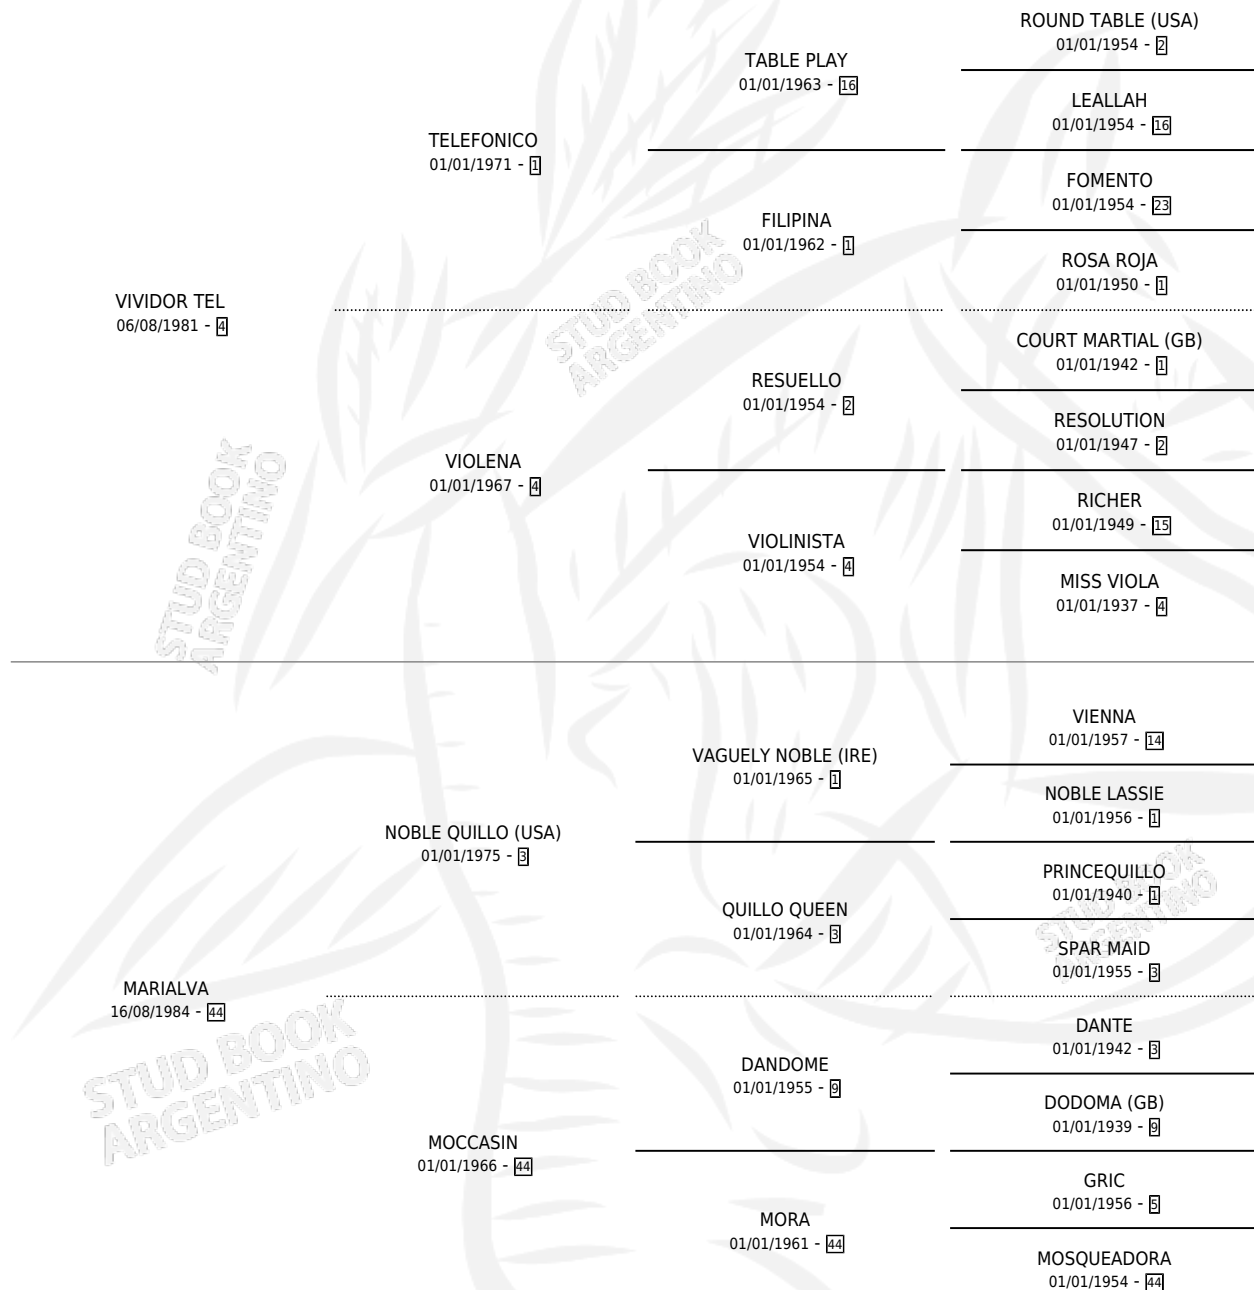 ROUND TABLE (USA)
01/01/1954 - 2
TABLE PLAY
01/01/1963 - 16
LEALLAH
01/01/1954 - 16
TELEFONICO
01/01/1971 - 1
FOMENTO
01/01/1954 - 23
FILIPINA
01/01/1962 - 1
ROSA ROJA
01/01/1950 - 1
VIVIDOR TEL
06/08/1981 - 4
COURT MARTIAL (GB)
01/01/1942 - 1
RESUELLO
01/01/1954 - 2
RESOLUTION
01/01/1947 - 2
VIOLENA
01/01/1967 - 4
RICHER
01/01/1949 - 15
VIOLINISTA
01/01/1954 - 4
MISS VIOLA
01/01/1937 - 4
STUD BOOK
ARGENTINO
STUD BOOK
ARGENTINO
VIENNA
01/01/1957 - 14
VAGUELY NOBLE (IRE)
01/01/1965 - 1
NOBLE LASSIE
01/01/1956 - 1
NOBLE QUILLO (USA)
01/01/1975 - 3
PRINCEQUILLO
01/01/1940 - 1
QUILLO QUEEN
01/01/1964 - 3
SPAR MAID
01/01/1955 - 3
MARIALVA
16/08/1984 - 44
DANTE
01/01/1942 - 3
DANDOME
01/01/1955 - 9
DODOMA (GB)
01/01/1939 - 9
MOCCASIN
01/01/1966 - 44
GRIC
01/01/1956 - 5
MORA
01/01/1961 - 44
MOSQUEADORA
01/01/1954 - 44
STUD BOOK
ARGENTINO
STUD BOOK
ARGENTINO